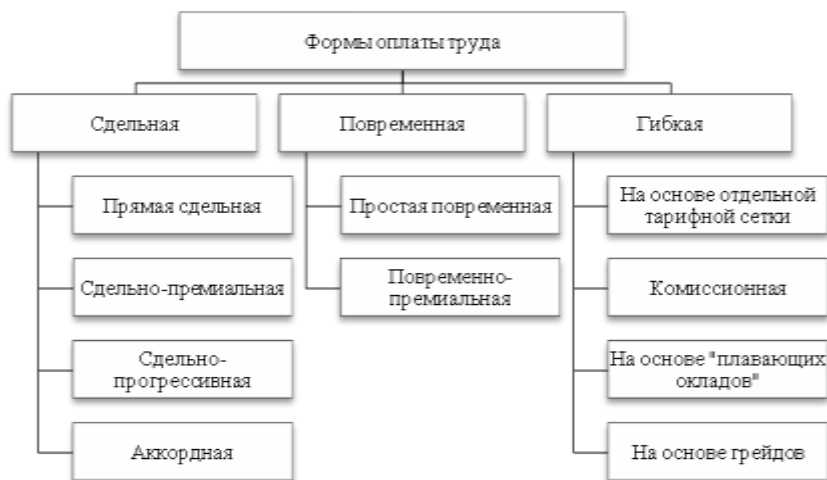 Формы оплаты труда
Сдельная
Прямая сдельная
Сдельно-премиальная
Сдельно-
прогрессивная
Аккордная
Повременная
Простая повременная
Повременно-
премиальная
Гибкая
На основе отдельной
тарифной сетки
Комиссионная
На основе "плавающих
окладов"
На основе грейдов